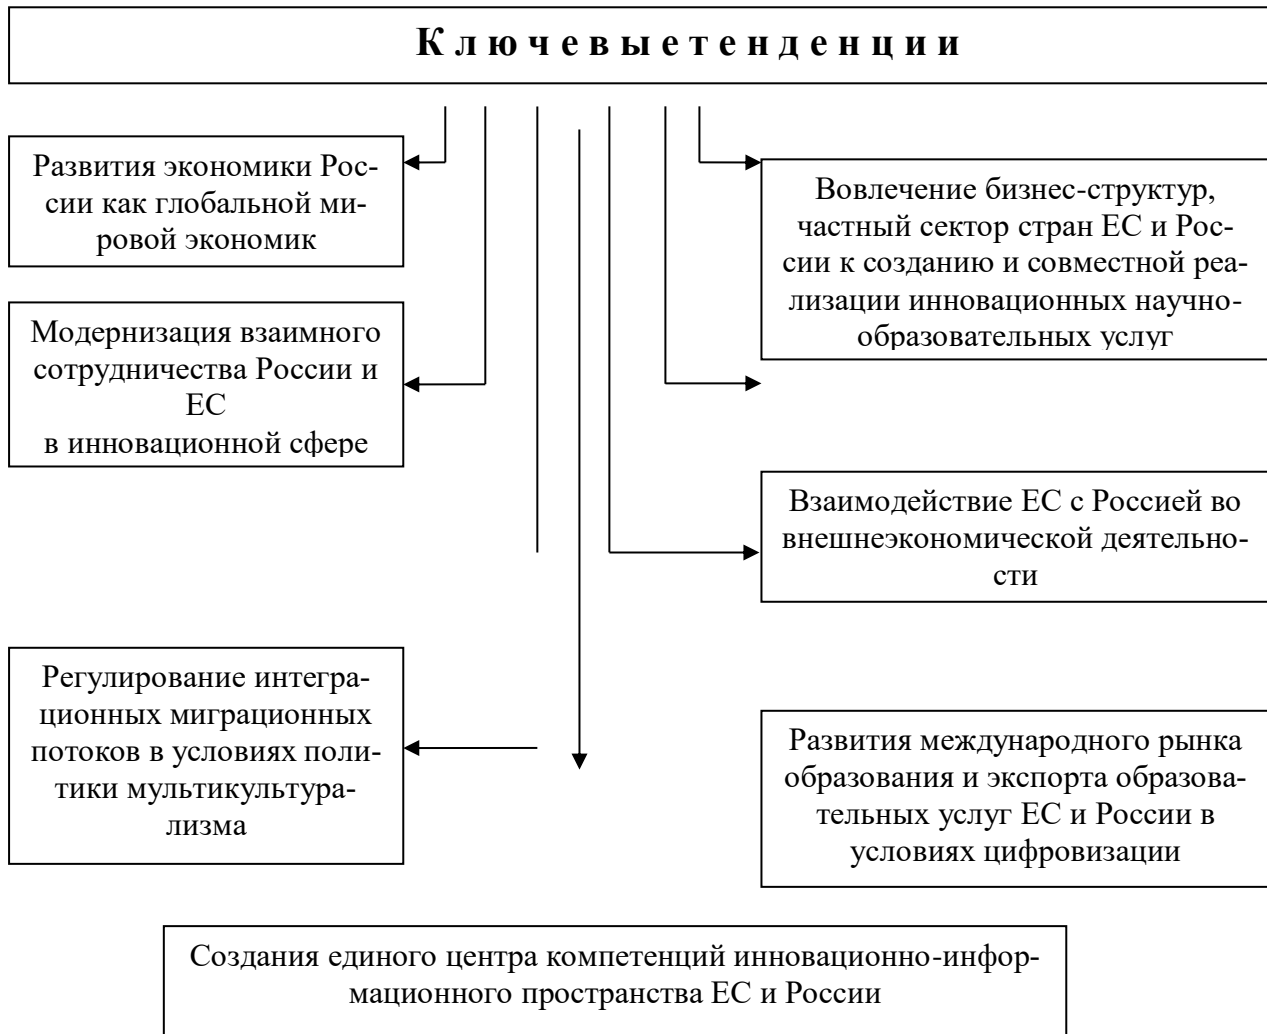 К л ю ч е в ы е т е н д е н ц и и
Развития экономики Рос-
сии как глобальной ми-
ровой экономик
Модернизация взаимного
сотрудничества России и
ЕС
в инновационной сфере
Регулирование интегра-
ционных миграционных
потоков в условиях поли-
тики мультикультура-
лизма
Вовлечение бизнес-структур,
частный сектор стран ЕС и Рос-
сии к созданию и совместной реа-
лизации инновационных научно-
образовательных услуг
Взаимодействие ЕС с Россией во
внешнеэкономической деятельно-
сти
Развития международного рынка
образования и экспорта образова-
тельных услуг ЕС и России в
условиях цифровизации
Создания единого центра компетенций инновационно-инфор-
мационного пространства ЕС и России